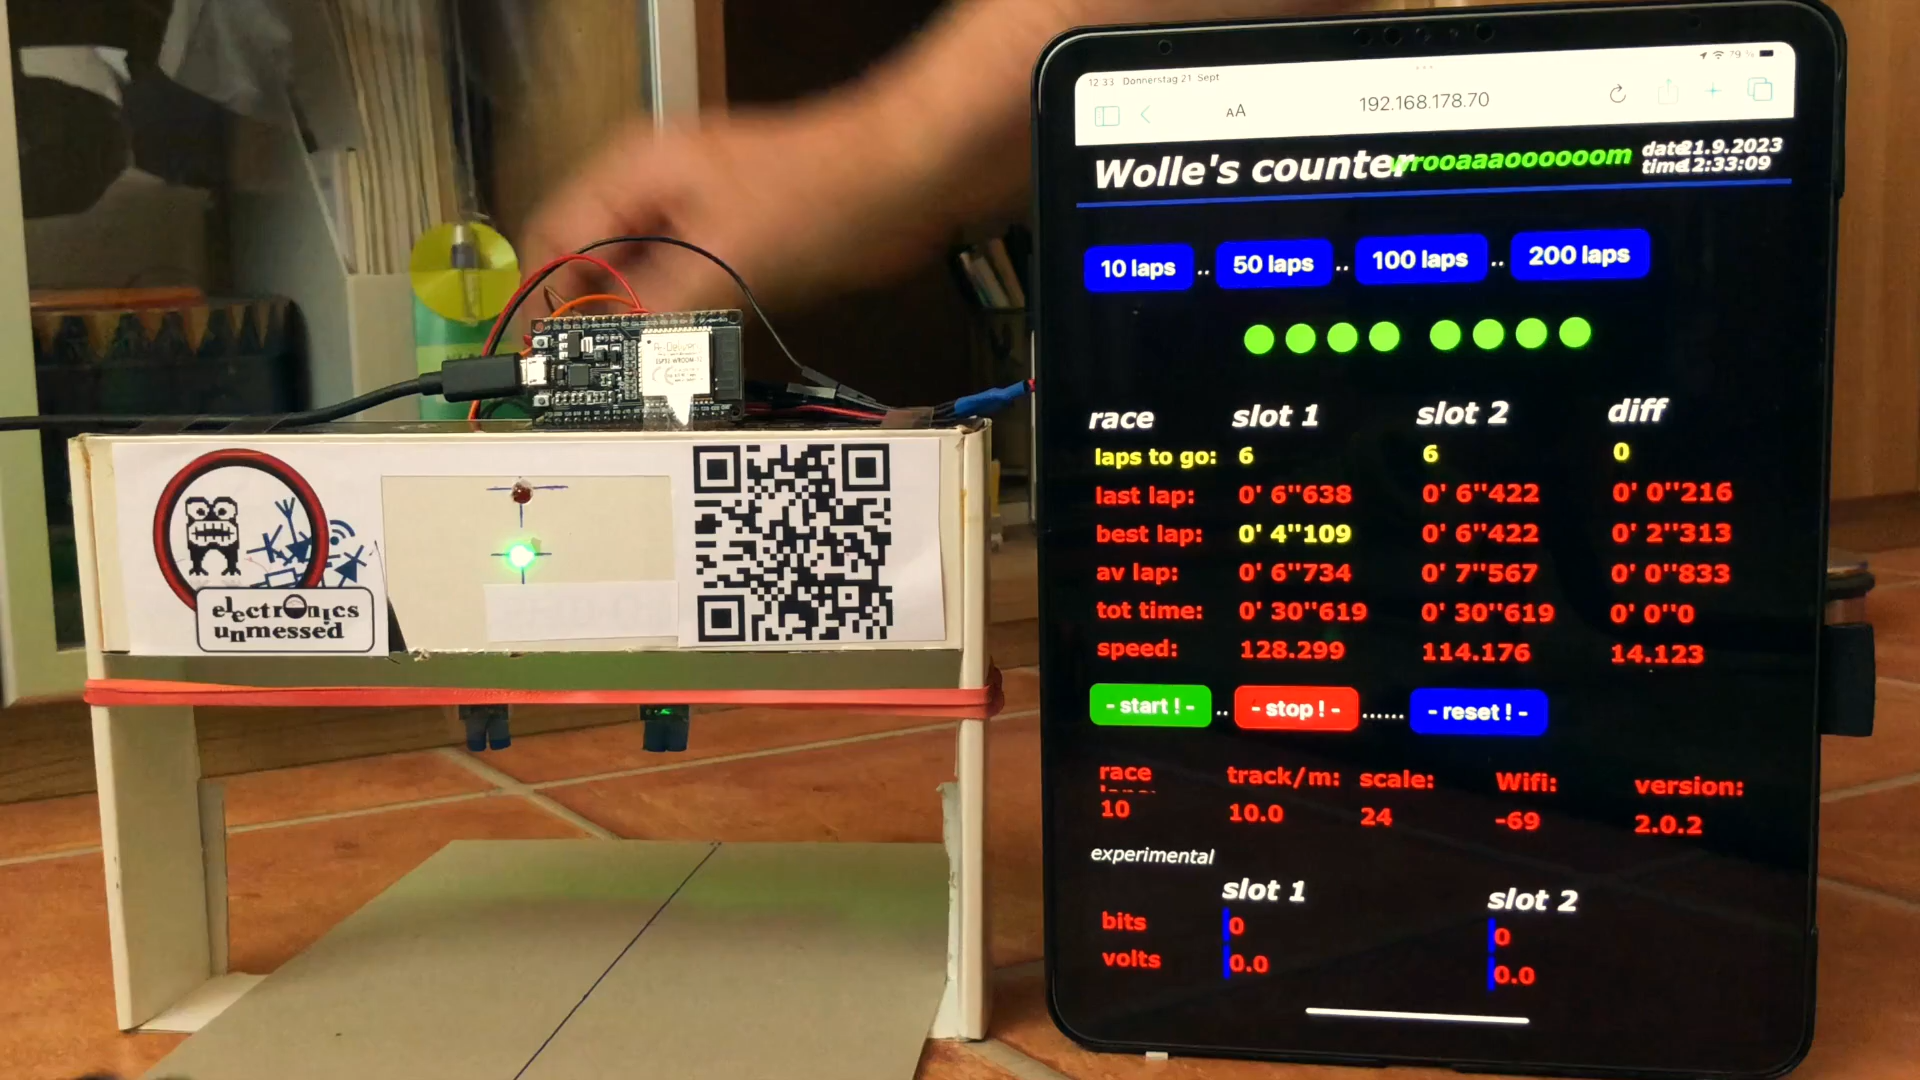 12:33 Donnerstag 21. Sept
79 %
AA
192.168.178.70
Wolle's counter
vrooaaaoooooom
date21.9.2023
time12:33:09
10 laps .. 50 laps .. 100 laps .. 200 laps
race slot 1 slot 2 diff
laps to go: 6 6 0
last lap: 0' 6''638 0' 6''422 0' 0''216
best lap: 0' 4''109 0' 6''422 0' 2''313
av lap: 0' 6''734 0' 7''567 0' 0''833
tot time: 0' 30''619 0' 30''619 0' 0''0
speed: 128.299 114.176 14.123
- start ! - .. - stop ! - ...... - reset ! -
race track/m: scale: Wifi: version:
10 10.0 24 -69 2.0.2
experimental
slot 1 slot 2
bits 0 0
volts 0.0 0.0
electronics
unmessed
ESP32-WROOM-32